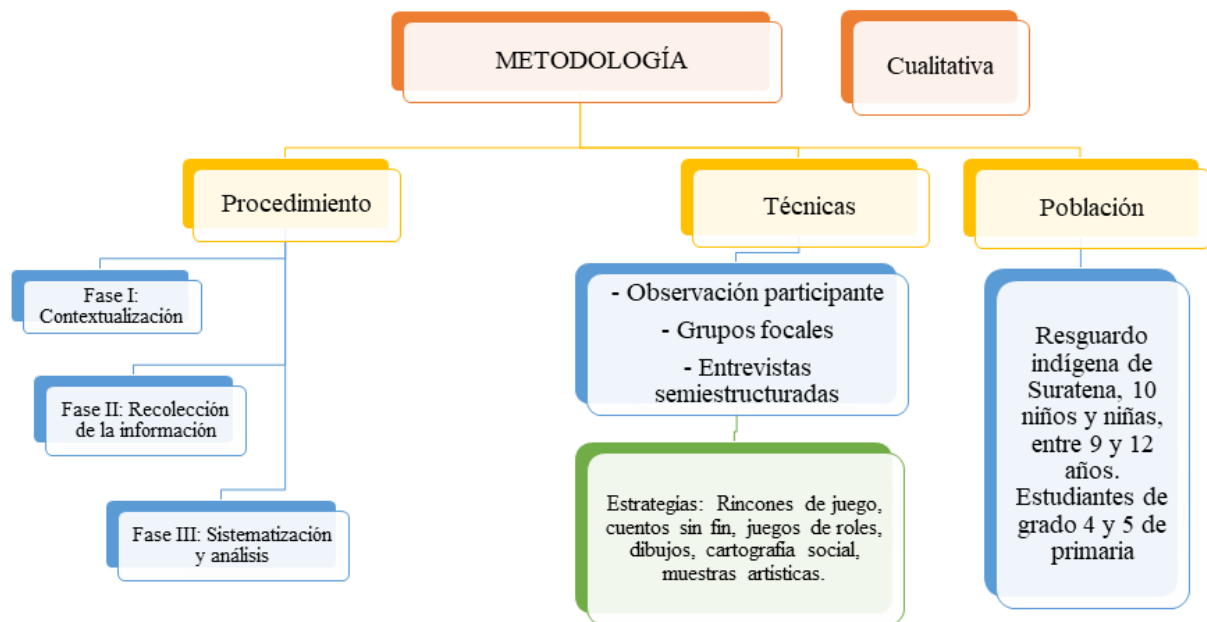 METODOLOGÍA
Cualitativa
Procedimiento
Técnicas
Población
Fase I:
Contextualización
Fase II: Recolección
de la información
Fase III: Sistematización
y análisis
- Observación participante
- Grupos focales
- Entrevistas
semiestructuradas
Estrategias: Rincones de juego,
cuentos sin fin, juegos de roles,
dibujos, cartografía social,
muestras artísticas.
Resguardo
indígena de
Suratena, 10
niños y niñas,
entre 9 y 12
años.
Estudiantes de
grado 4 y 5 de
primaria